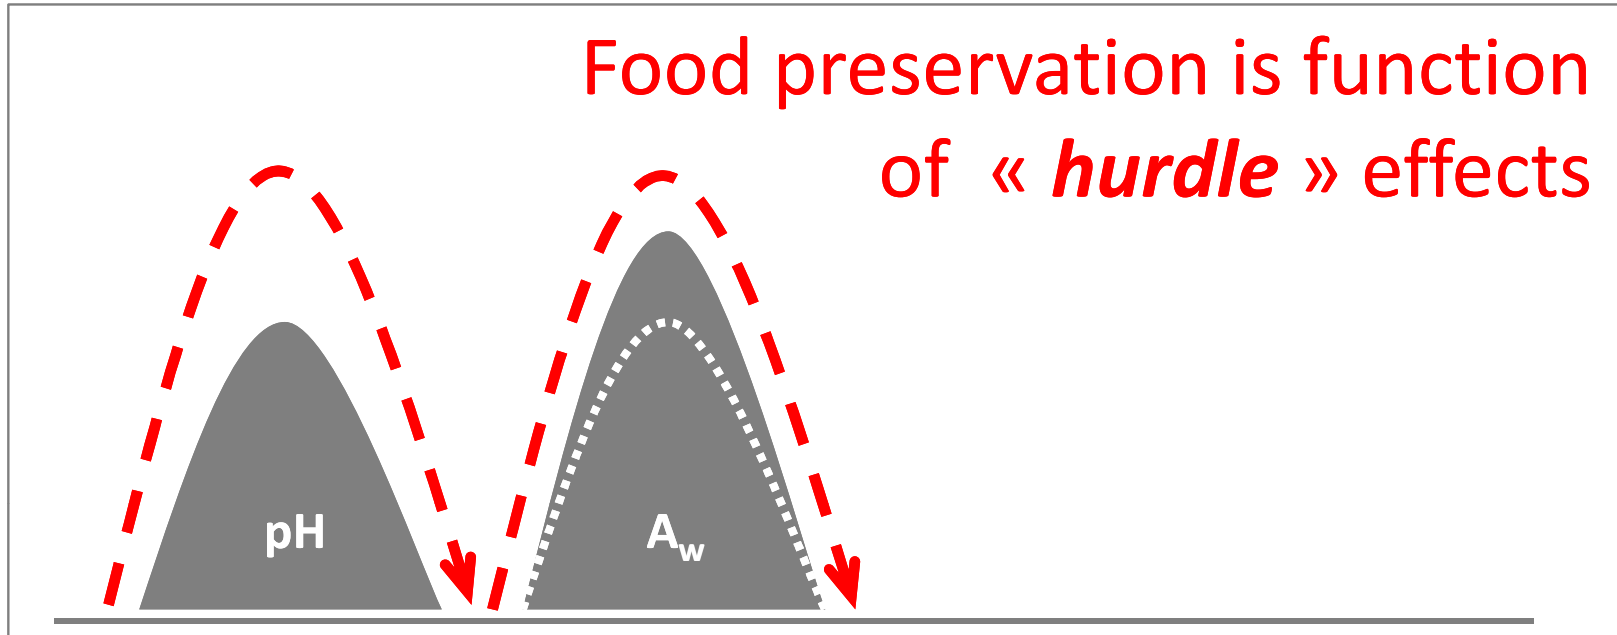 Food preservation is function
of « hurdle » effects
pH
Aw